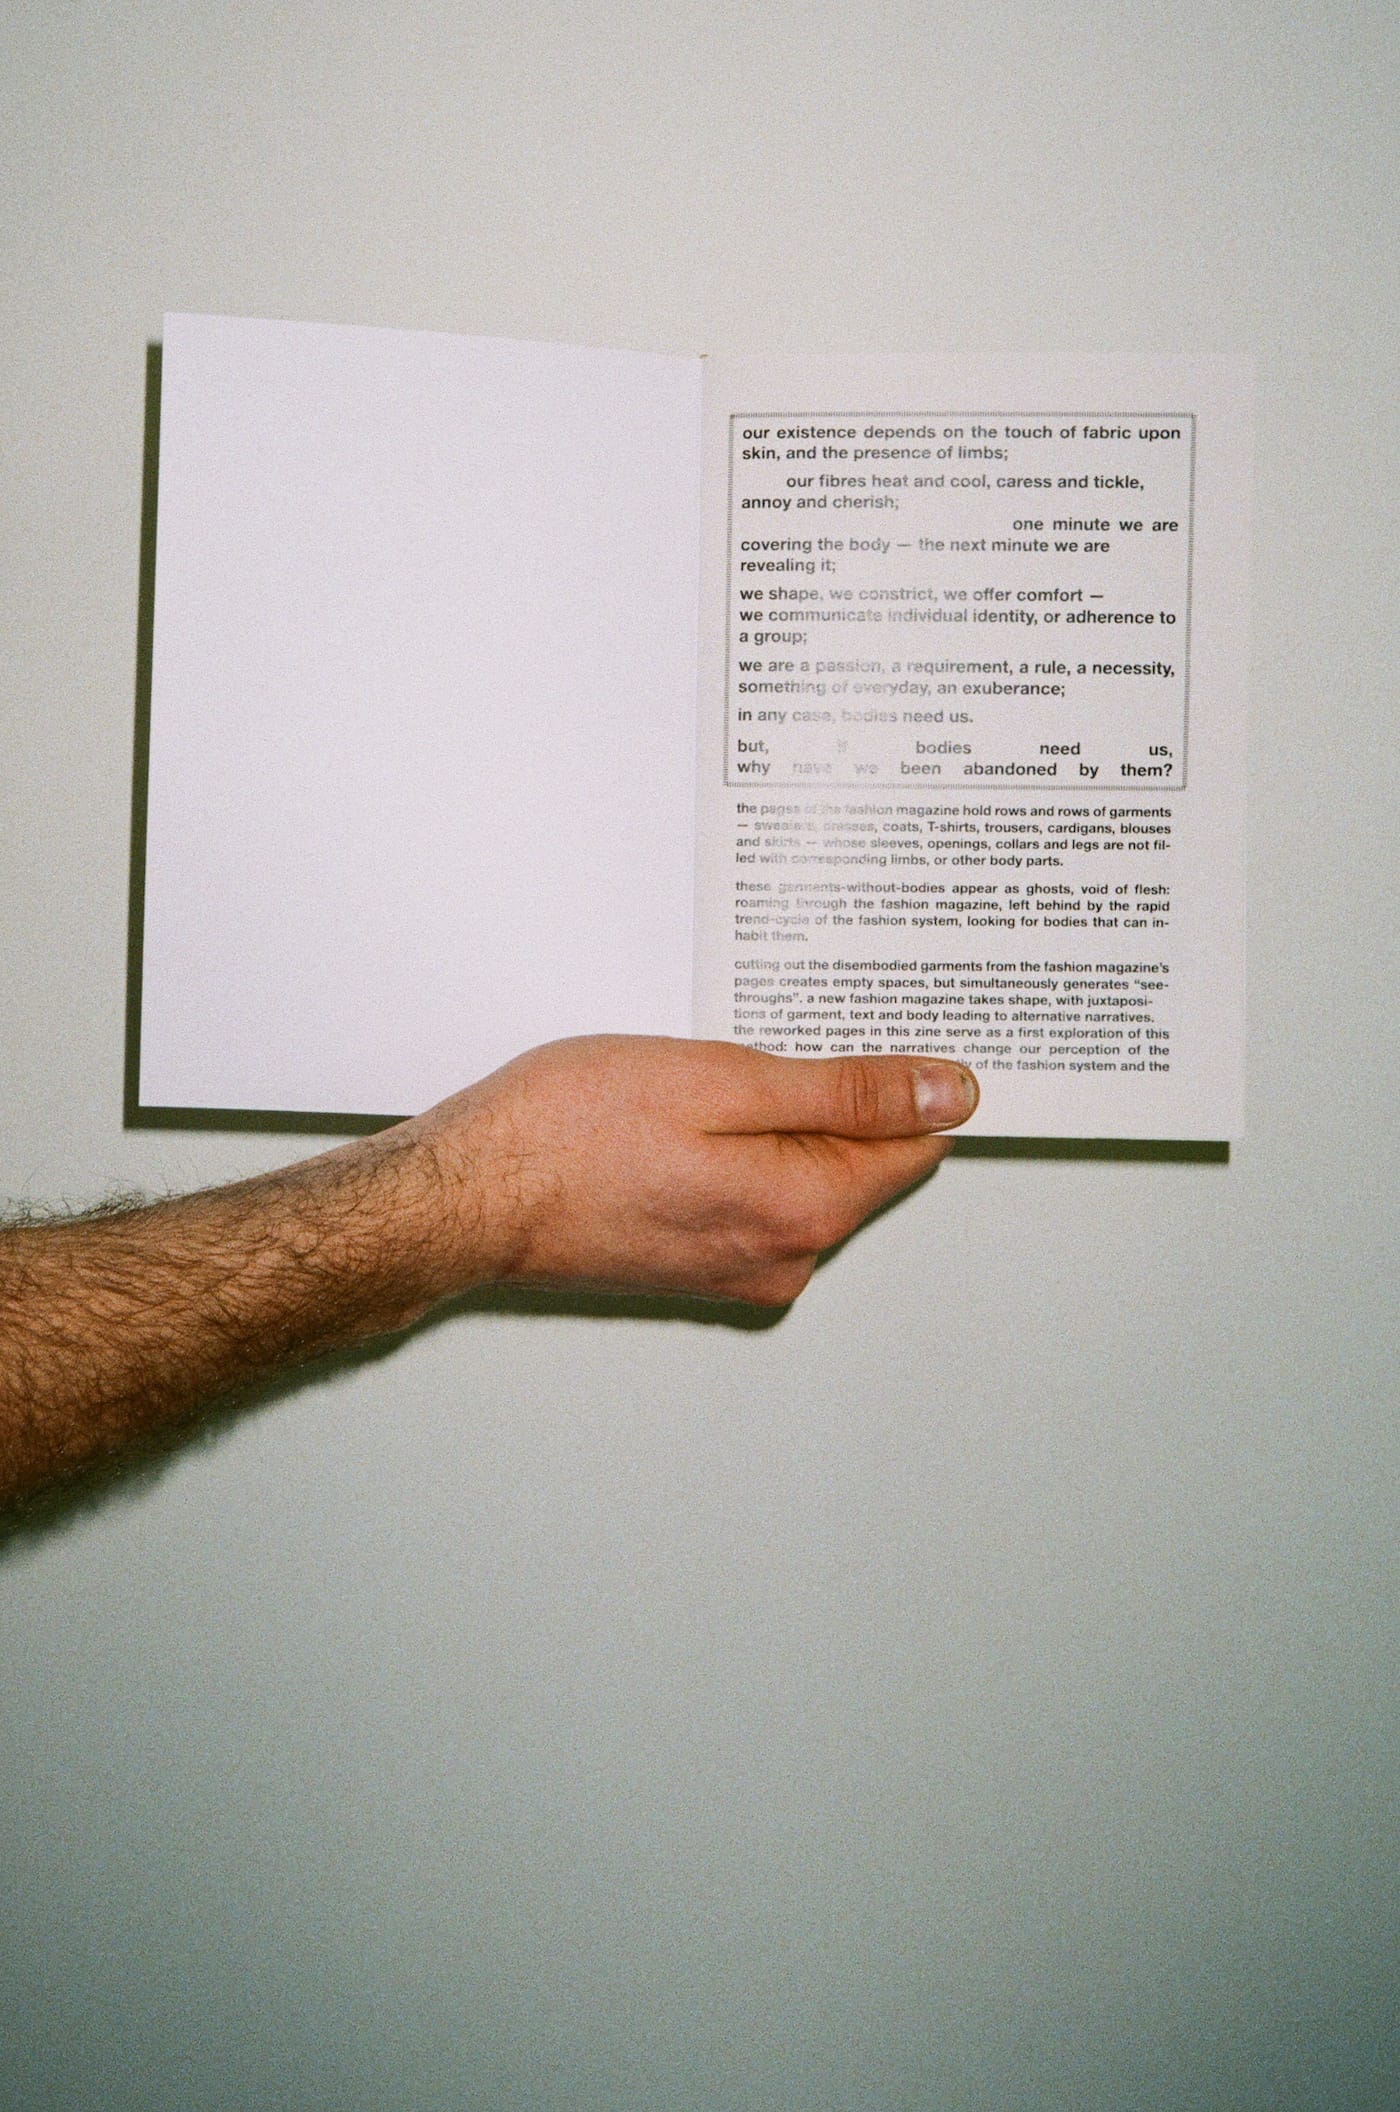 our existence depends on the touch of fabric upon
skin, and the presence of limbs;
our fibres heat and cool, caress and tickle,
annoy and cherish;
one minute we are
covering the body — the next minute we are
revealing it;
we shape, we constrict, we offer comfort —
we communicate individual identity, or adherence to
a group;
we are a passion, a requirement, a rule, a necessity,
something of everyday, an exuberance;
in any case, bodies need us.
but, if bodies need us,
why have we been abandoned by them?
the pages of the fashion magazine hold rows and rows of garments
— sweaters, dresses, coats, T-shirts, trousers, cardigans, blouses
and skirts — whose sleeves, openings, collars and legs are not fil-
led with corresponding limbs, or other body parts.
these garments-without-bodies appear as ghosts, void of flesh:
roaming through the fashion magazine, left behind by the rapid
trend-cycle of the fashion system, looking for bodies that can in-
habit them.
cutting out the disembodied garments from the fashion magazine's
pages creates empty spaces, but simultaneously generates “see-
throughs”. a new fashion magazine takes shape, with juxtaposi-
tions of garment, text and body leading to alternative narratives.
the reworked pages in this zine serve as a first exploration of this
method: how can the narratives change our perception of the
of the fashion system and the